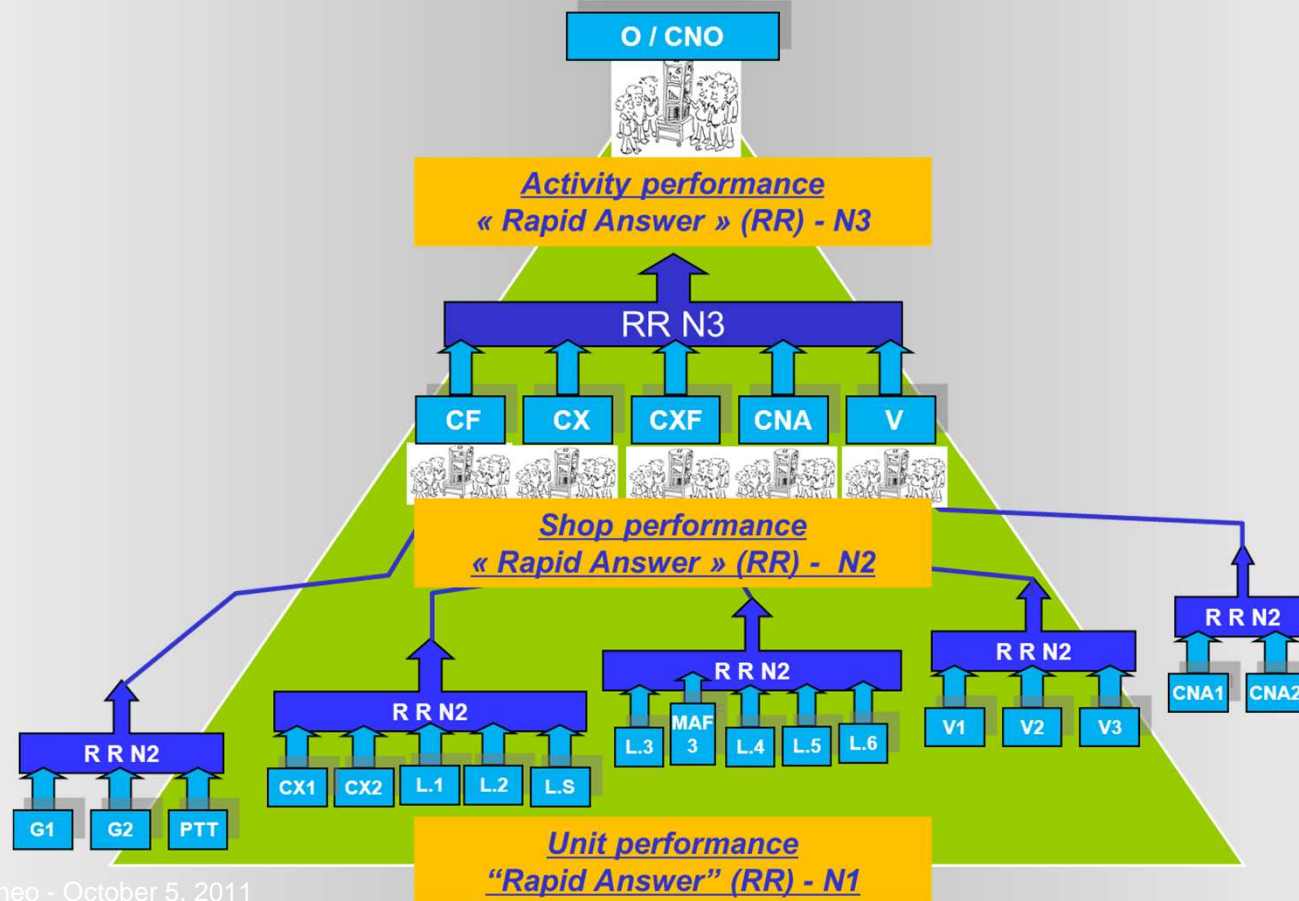 O / CNO
Activity performance
« Rapid Answer » (RR) - N3
RR N3
CF CX CXF CNA V
Shop performance
« Rapid Answer » (RR) - N2
R R N2
CNA1 CNA2
R R N2
V1 V2 V3
R R N2
L.3 MAF 3 L.4 L.5 L.6
R R N2
CX1 CX2 L.1 L.2 L.S
R R N2
G1 G2 PTT
Unit performance
“Rapid Answer” (RR) - N1
- October 5, 2011